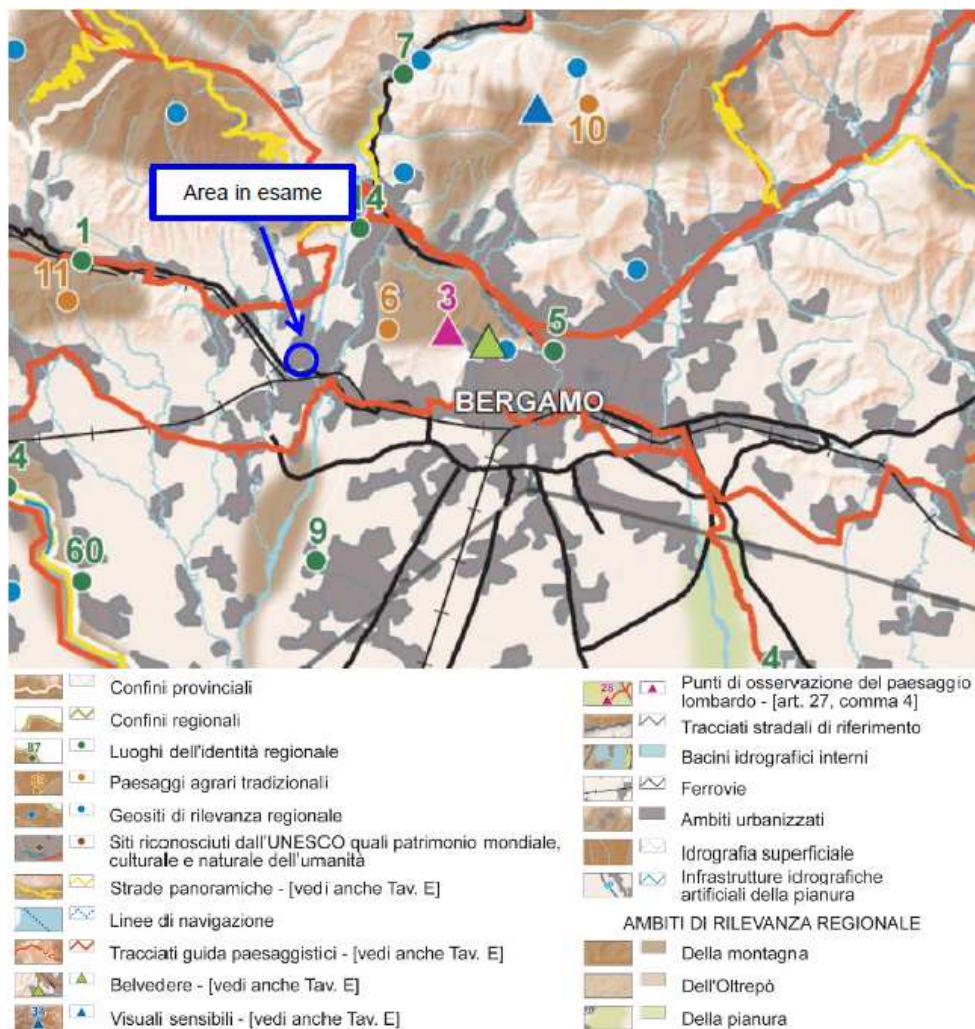 7
10
Area in esame
14
1
11
6
3
5
BERGAMO
4
9
60
4
Confini provinciali
Confini regionali
87
Luoghi dell'identità regionale
Paesaggi agrari tradizionali
Geositi di rilevanza regionale
Siti riconosciuti dall'UNESCO quali patrimonio mondiale,
culturale e naturale dell'umanità
Strade panoramiche - [vedi anche Tav. E]
Linee di navigazione
Tracciati guida paesaggistici - [vedi anche Tav. E]
Belvedere - [vedi anche Tav. E]
Visuali sensibili - [vedi anche Tav. E]
28
Punti di osservazione del paesaggio
lombardo - [art. 27, comma 4]
Tracciati stradali di riferimento
Bacini idrografici interni
Ferrovie
Ambiti urbanizzati
Idrografia superficiale
Infrastrutture idrografiche
artificiali della pianura
AMBITI DI RILEVANZA REGIONALE
Della montagna
Dell'Oltrepò
Della pianura